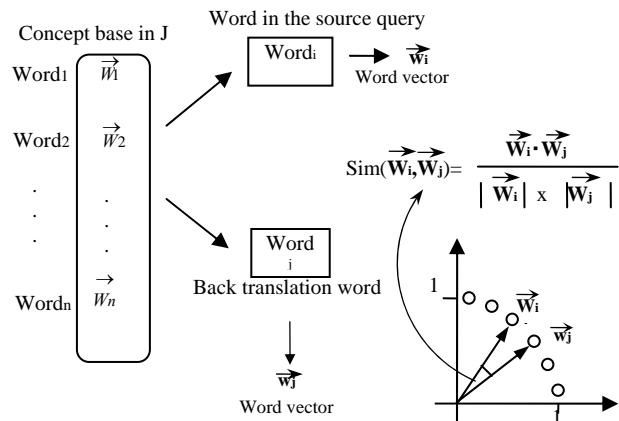 Concept base in J
Word1 W1
Word2 W2
. .
. .
. .
Wordn Wn
Word in the source query
Wordi
wi
Word vector
Word
j
Back translation word
wj
Word vector
Sim(Wi,Wj)= Wi·Wj
|Wi| x |Wj|
1
Wi
wj
1